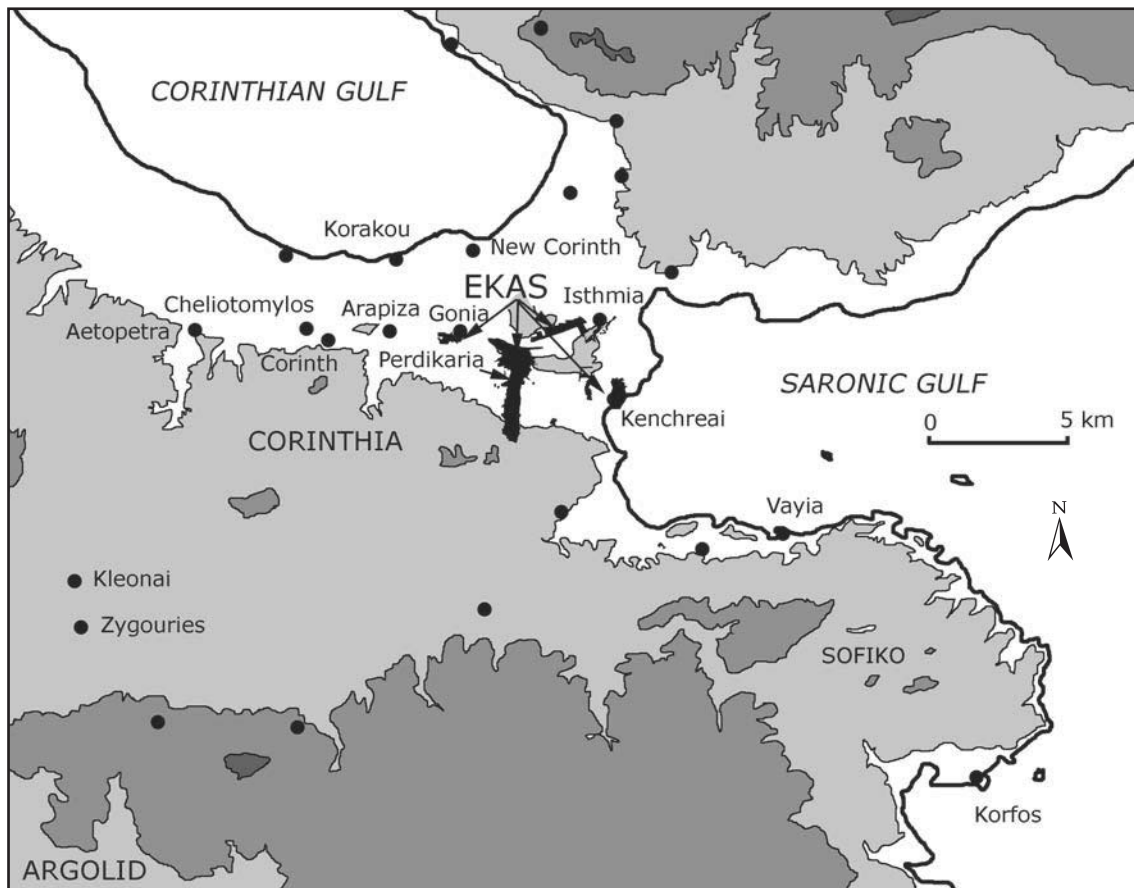 CORINTHIAN GULF
Korakou
New Corinth
EKAS
Cheliotomylos
Arapiza
Gonia
Isthmia
Aetopetra
Corinth
Perdikaria
SARONIC GULF
Kenchreai
0 5 km
CORINTHIA
N
Vayia
Kleonai
Zygouries
SOFIKO
Korfos
ARGOLID